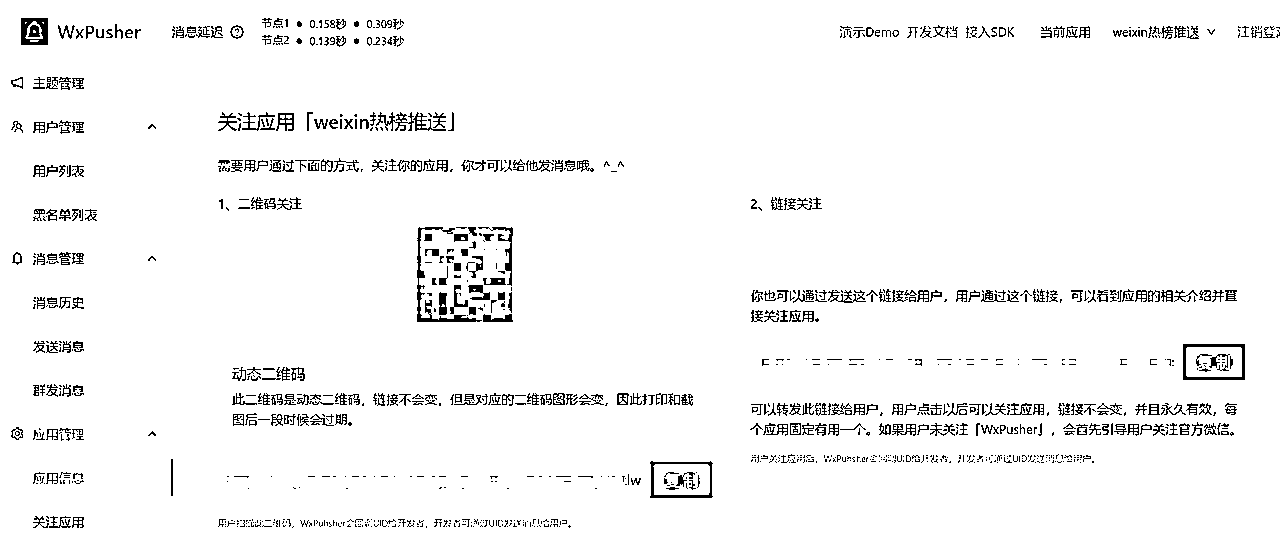 WxPusher
消息延迟
节点1 ● 0.158秒 ● 0.309秒
节点2 ● 0.139秒 ● 0.234秒
演示Demo 开发文档 接入SDK 当前应用 weixin热榜推送 注销登
主题管理
用户管理
用户列表
黑名单列表
消息管理
消息历史
发送消息
群发消息
应用管理
应用信息
关注应用
关注应用「weixin热榜推送」
需要用户通过下面的方式，关注你的应用，你才可以给他发消息哦。^_^
1、二维码关注
动态二维码
此二维码是动态二维码，链接不会变，但是对应的二维码图形会变，因此打印和截
图后一段时候会过期。
复制
用户扫描此二维码，WxPuhser会回调UID给开发者，开发者可通过UID发送消息给用户。
2、链接关注
你也可以通过发送这个链接给用户，用户通过这个链接，可以看到应用的相关介绍并直
接关注应用。
复制
可以转发此链接给用户，用户点击以后可以关注应用，链接不会变，并且永久有效，每
个应用固定有用一个。如果用户未关注「WxPusher」，会首先引导用户关注官方微信。
用户关注应用后，WxPuhser会回调UID给开发者，开发者可通过UID发送消息给用户。